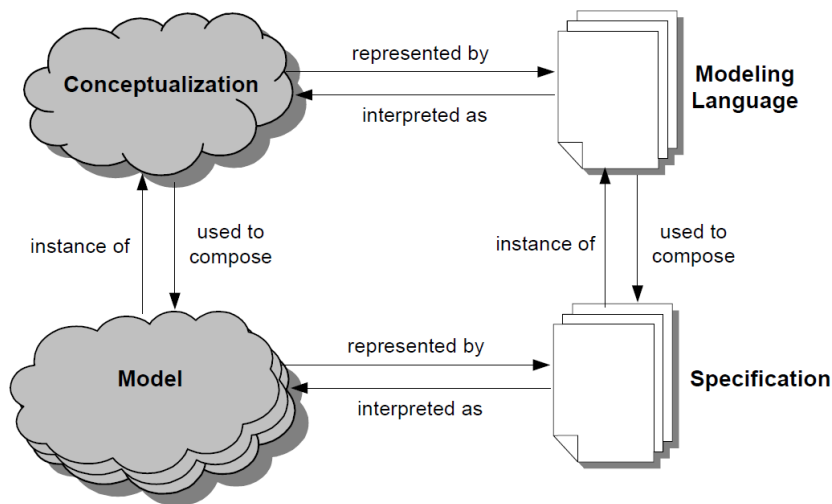 represented by
Conceptualization
Modeling
Language
interpreted as
instance of
used to
compose
instance of
used to
compose
represented by
Model
Specification
interpreted as